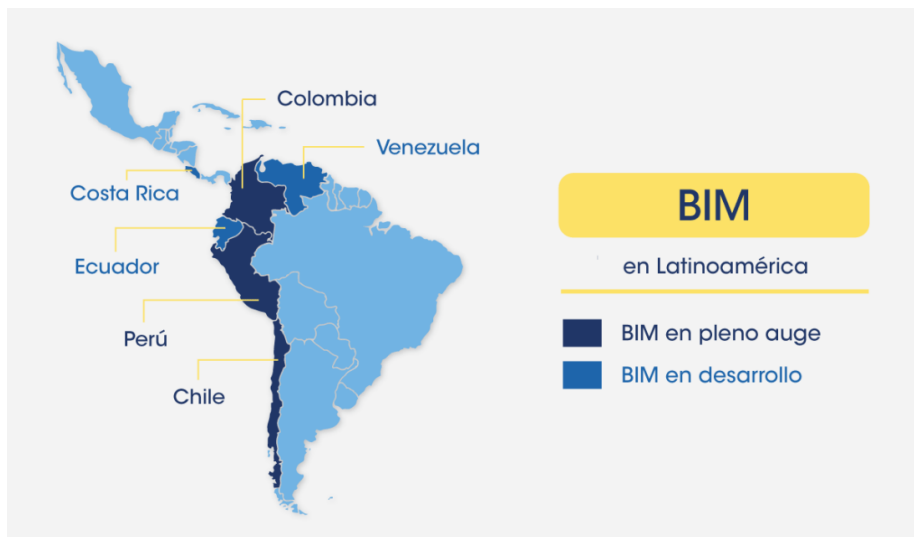 Colombia
Venezuela
Costa Rica
Ecuador
Perú
Chile
BIM
en Latinoamérica
BIM en pleno auge
BIM en desarrollo